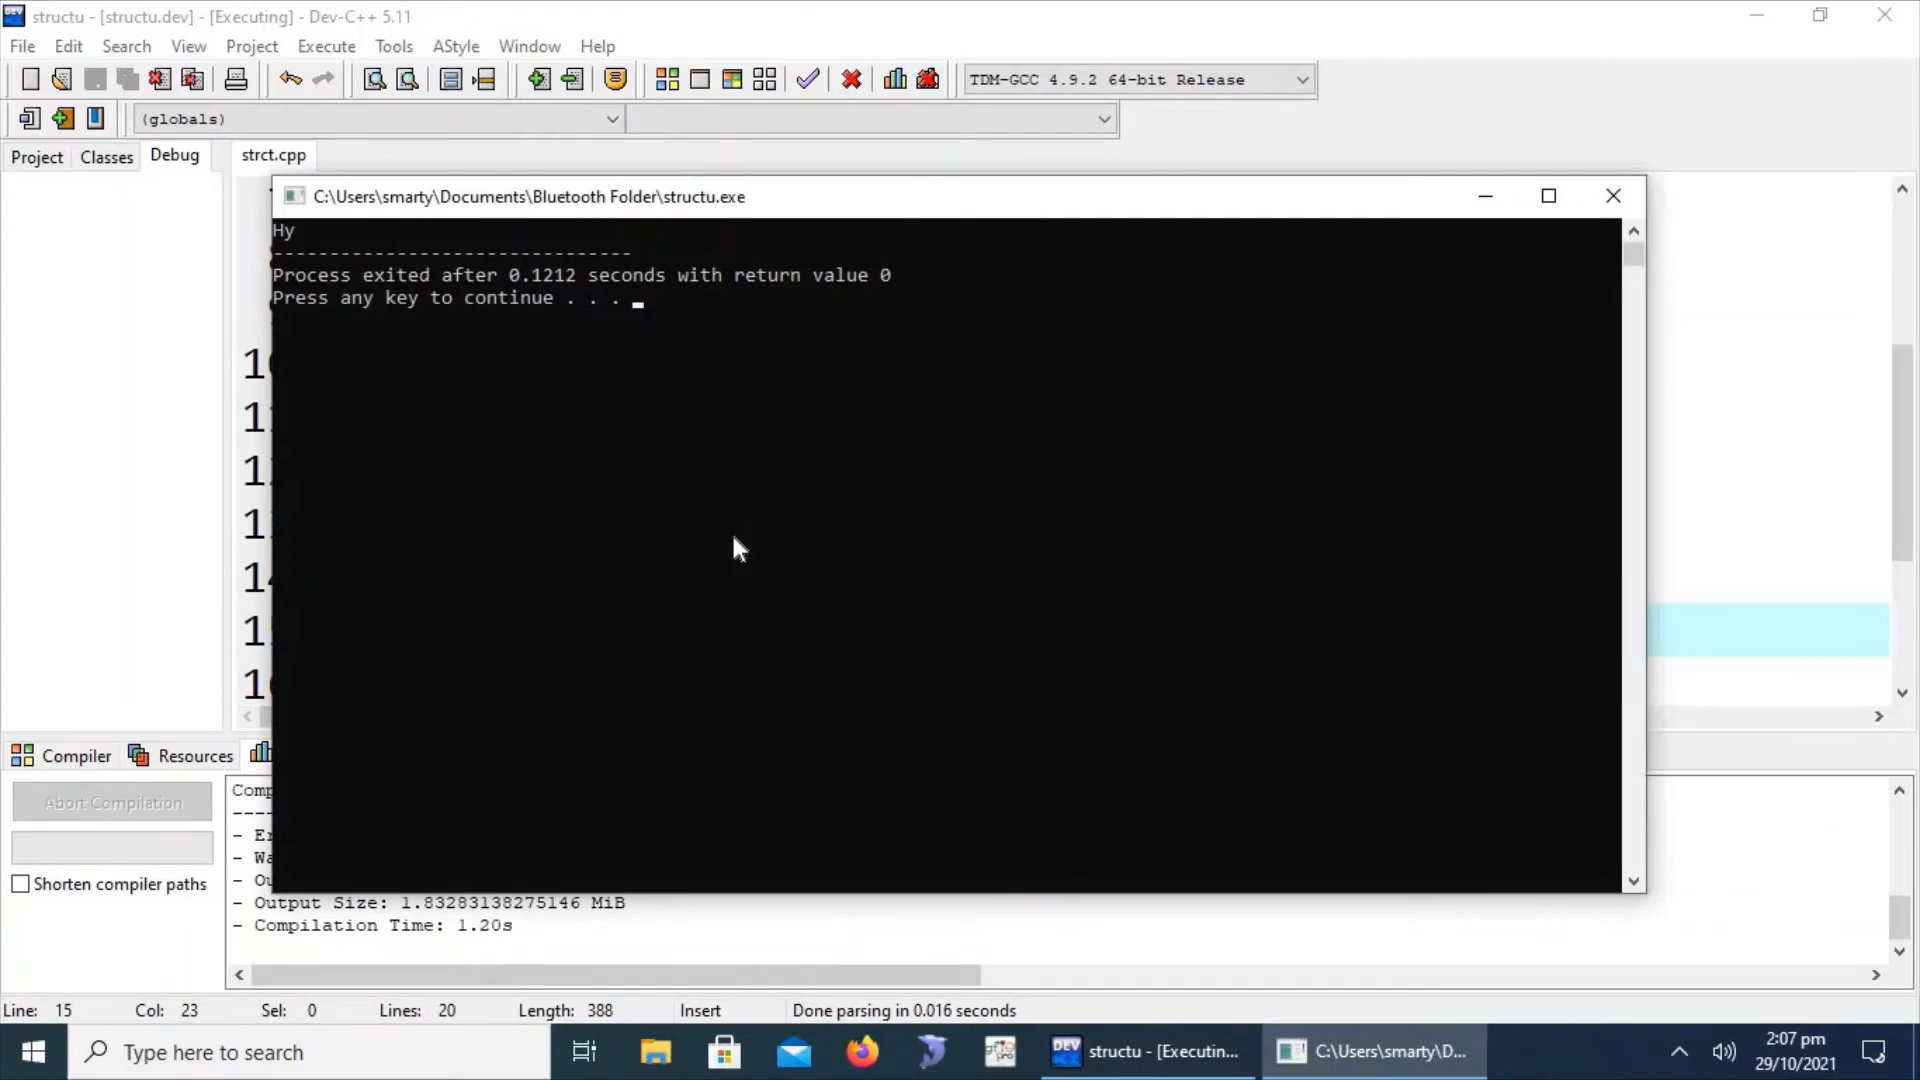 structu - [structu.dev] - [Executing] - Dev-C++ 5.11
File Edit Search View Project Execute Tools AStyle Window Help
TDM-GCC 4.9.2 64-bit Release
(globals)
Project Classes Debug strct.cpp
C:\Users\smarty\Documents\Bluetooth Folder\structu.exe
Hy
--------------------------------
Process exited after 0.1212 seconds with return value 0
Press any key to continue . . .
14
Compiler Resources
Abort Compilation
Shorten compiler paths
- Output Size: 1.83283138275146 MiB
- Compilation Time: 1.20s
Line: 15 Col: 23 Sel: 0 Lines: 20 Length: 388 Insert Done parsing in 0.016 seconds
Type here to search
DEV structu - [Executin... C:\Users\smarty\D...
2:07 pm
29/10/2021